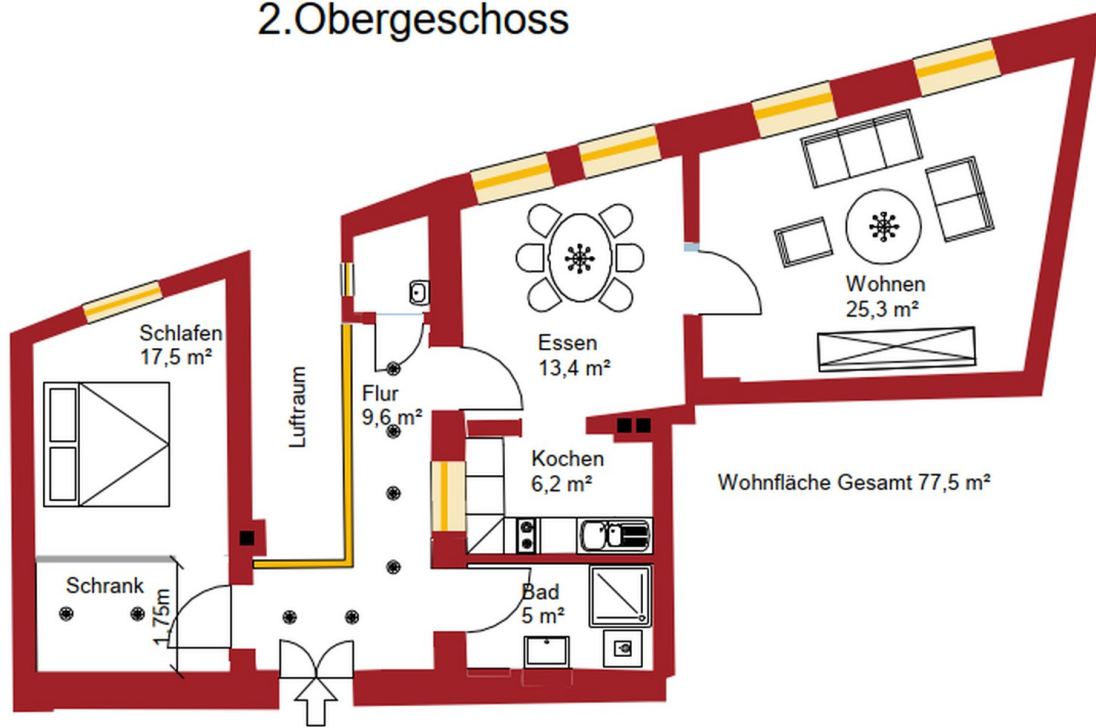 2.Obergeschoss
Wohnen
25,3 m²
Schlafen
17,5 m²
Essen
13,4 m²
Luftraum
Flur
9,6 m²
Kochen
6,2 m²
Wohnfläche Gesamt 77,5 m²
Schrank
1,75m
Bad
5 m²